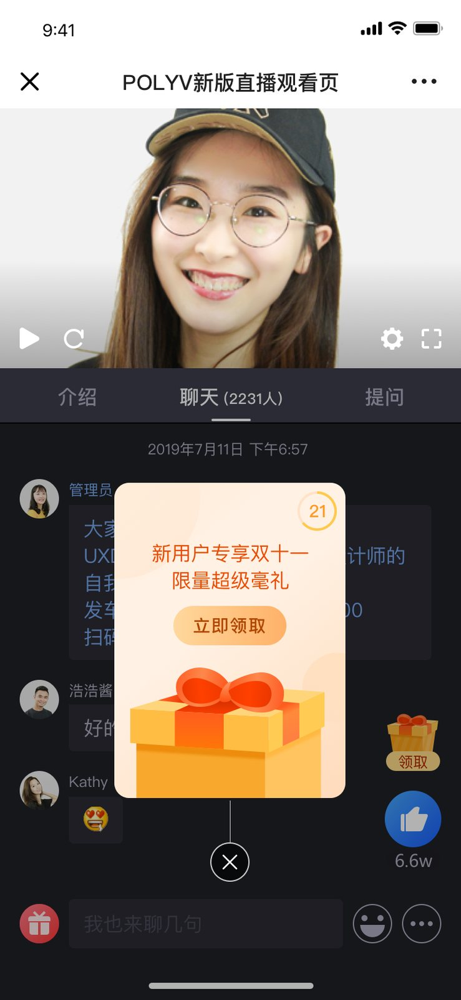 9:41
POLYV新版直播观看页
介绍
聊天 (2231人)
提问
2019年7月11日 下午6:57
管理员
21
新用户专享双十一
限量超级毫礼
立即领取
大家
UXD
计师的
自我
发车
00
扫码
浩浩酱
好的
领取
Kathy
6.6w
我也来聊几句